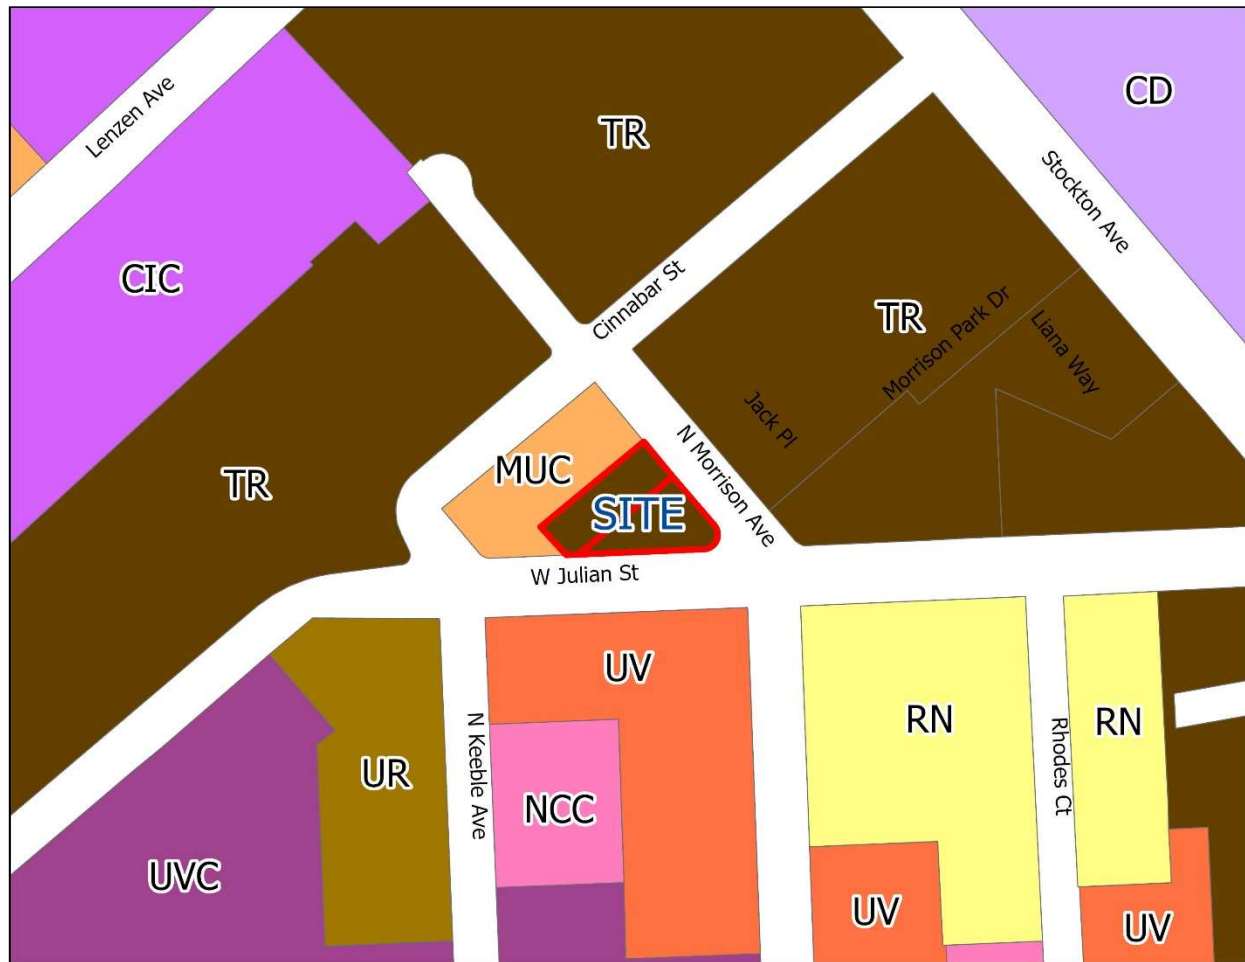 CD
Lenzen Ave
TR
Stockton Ave
CIC
Cinnabar St
TR
Morrison Park Dr
Liana Way
Jack Pl
N Morrison Ave
MUC
TR
SITE
W Julian St
UV
RN
RN
N Keeble Ave
Rhodes Ct
UR
NCC
UVC
UV
UV